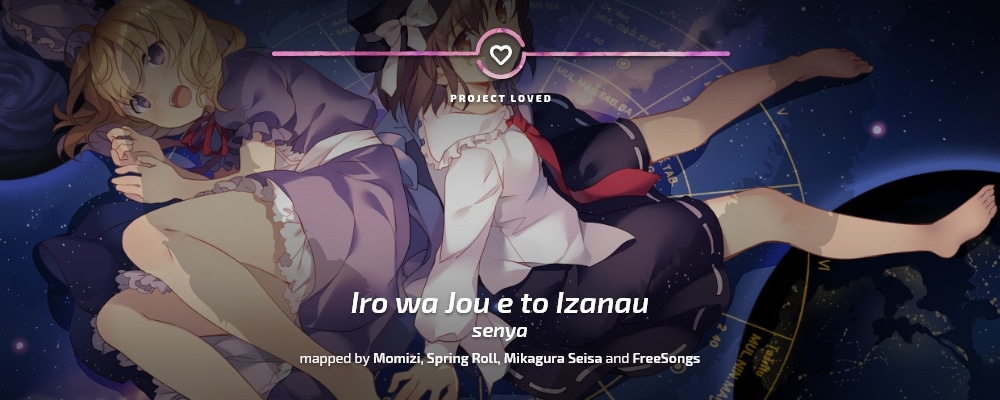 PROJECT LOVED
Iro wa Jou e to Izanau
senya
mapped by Momizi, Spring Roll, Mikagura Seisa and FreeSongs